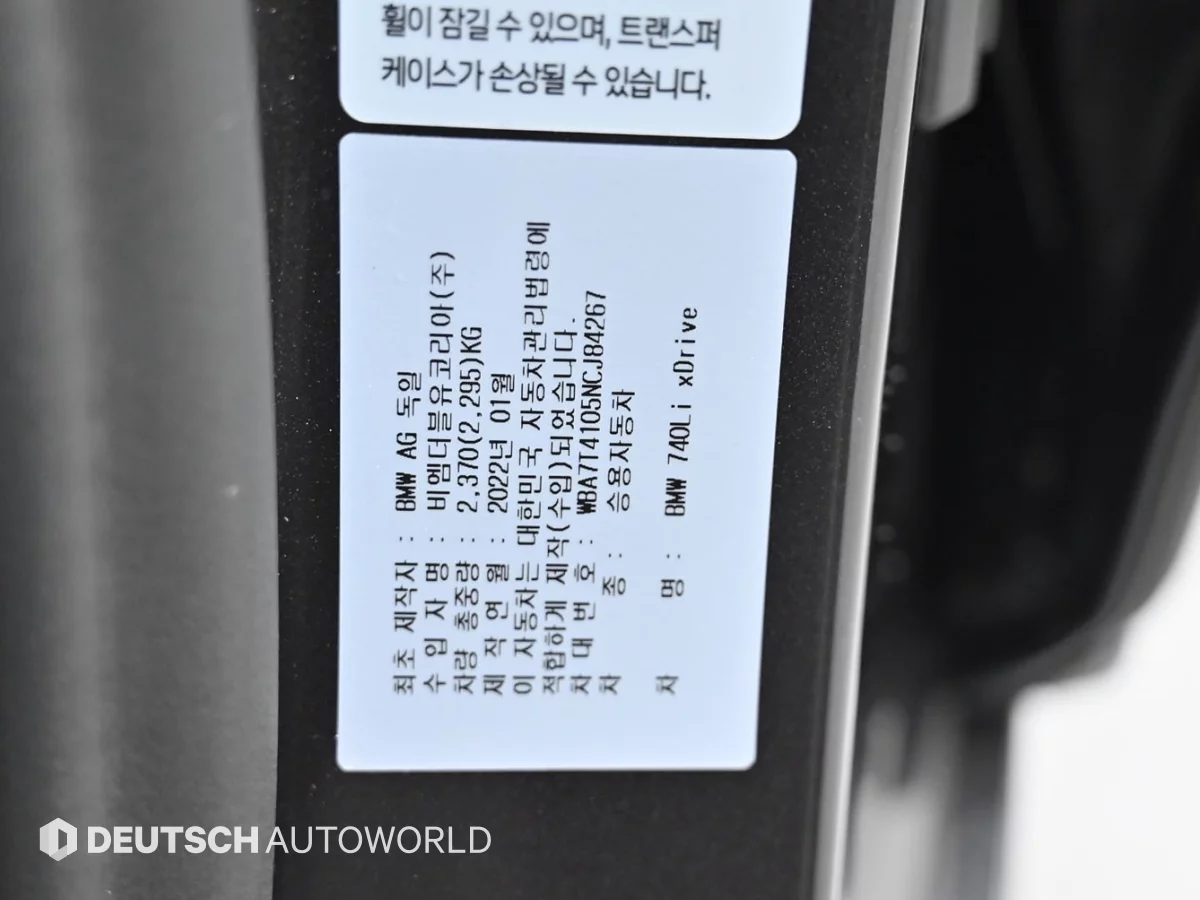 휠이 잠길 수 있으며, 트랜스퍼
케이스가 손상될 수 있습니다.
최초 제작자 : BMW AG 독일
수 입 자 명 : 비엠더블유코리아(주)
차량 총중량 : 2,370(2,295)KG
제 작 연 월 : 2022년 01월
이 자동차는 대한민국 자동차관리법령에
적합하게 제작(수입)되었습니다.
차 대 번 호 : WBA7T4105NCJ84267
차 종 : 승용자동차
차 명 : BMW 740Li xDrive
DEUTSCH AUTOWORLD